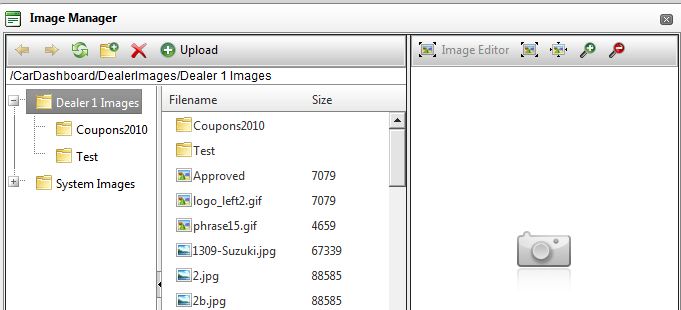 Image Manager
Upload
Image Editor
/CarDashboard/DealerImages/Dealer 1 Images
Dealer 1 Images
Coupons2010
Test
System Images
Filename Size
Coupons2010
Test
Approved 7079
logo_left2.gif 7079
phrase15.gif 4659
1309-Suzuki.jpg 67339
2.jpg 88585
2b.jpg 88585